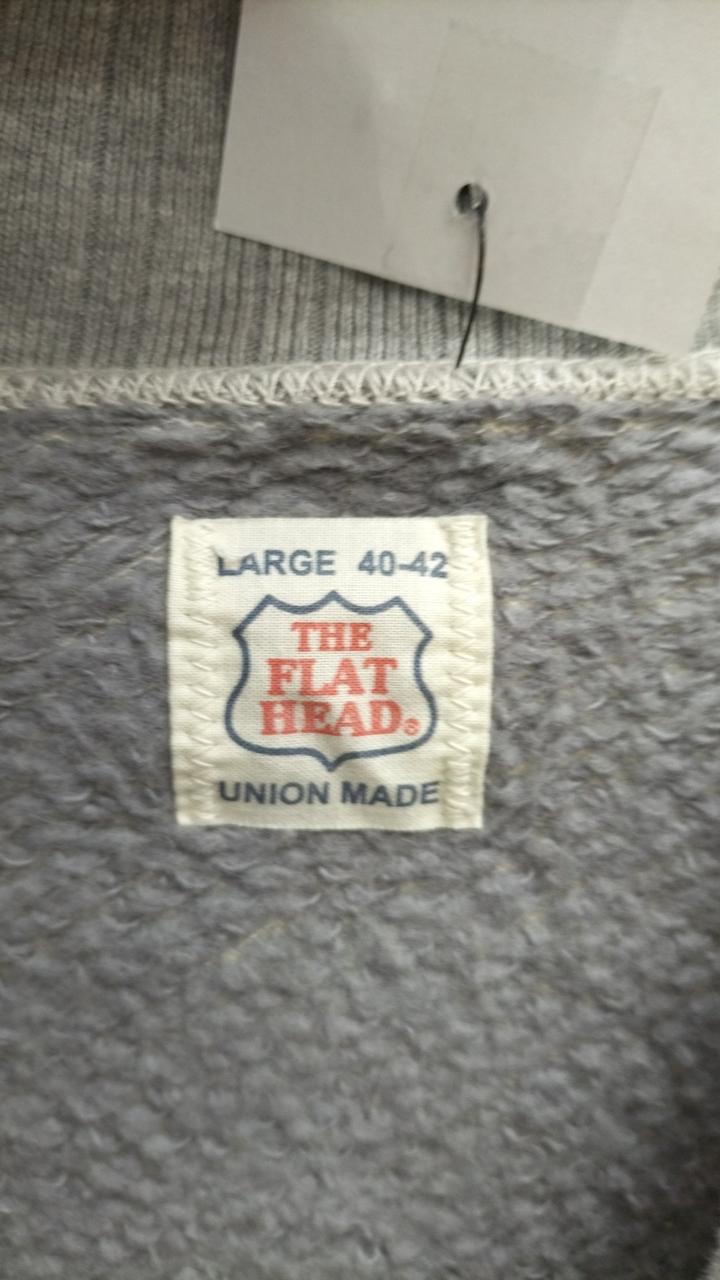 LARGE 40-42
THE
FLAT
HEAD®
UNION MADE